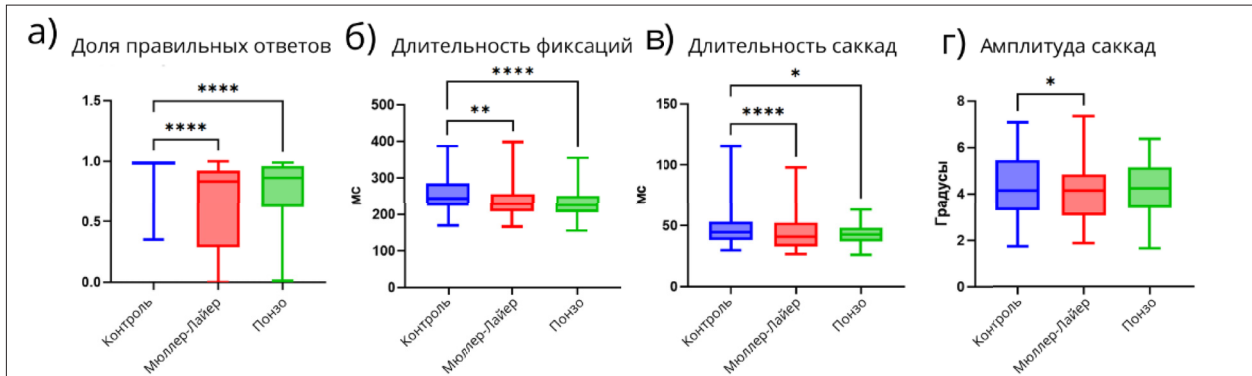 а) Доля правильных ответов
1.5
1.0
0.5
0.0
****
****
Контроль
Мюллер-Лайер
Понзо
б) Длительность фиксаций
мс
500
400
300
200
100
0
****
**
Контроль
Мюллер-Лайер
Понзо
в) Длительность саккад
мс
150
100
50
0
*
****
Контроль
Мюллер-Лайер
Понзо
г) Амплитуда саккад
Градусы
8
6
4
2
0
*
Контроль
Мюллер-Лайер
Понзо